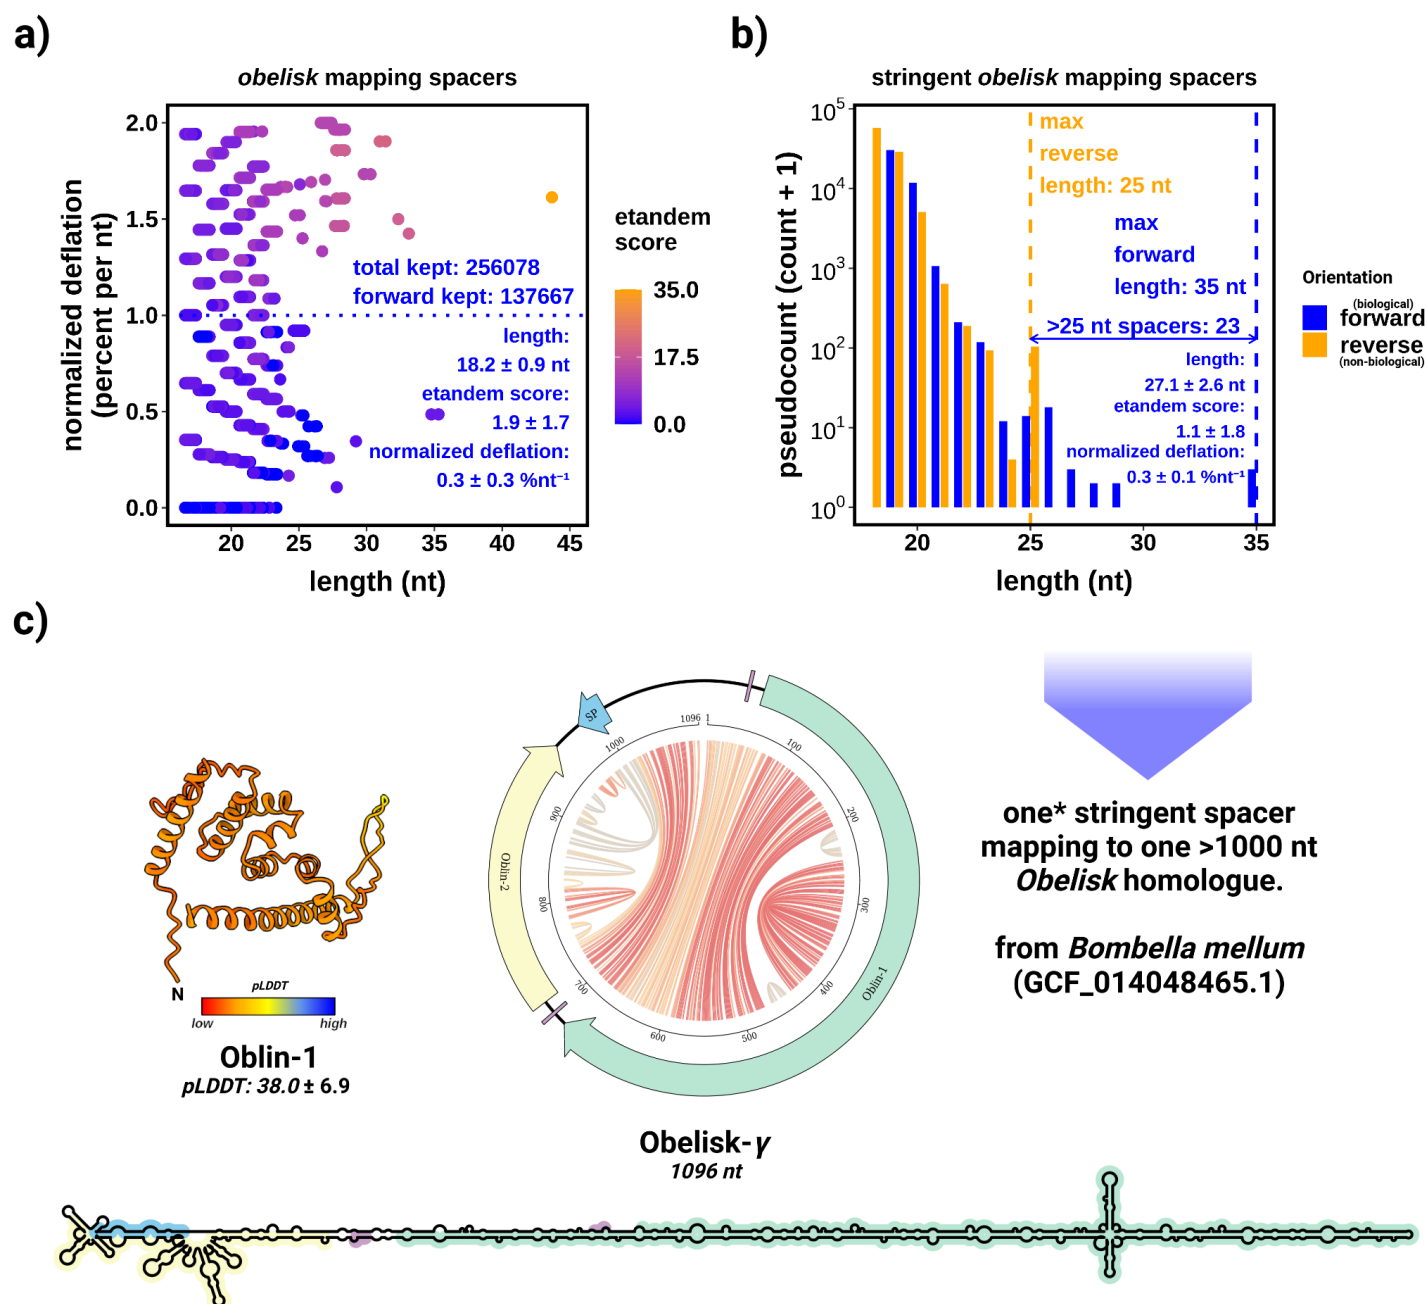 a)
obelisk mapping spacers
normalized deflation
(percent per nt)
2.0
1.5
1.0
0.5
0.0
total kept: 256078
forward kept: 137667
length:
18.2 ± 0.9 nt
etandem score:
1.9 ± 1.7
normalized deflation:
0.3 ± 0.3 %nt⁻¹
20
25
30
35
40
45
length (nt)
etandem
score
35.0
17.5
0.0
b)
stringent obelisk mapping spacers
pseudocount (count + 1)
10⁵
10⁴
10³
10²
10¹
10⁰
max
reverse
length: 25 nt
max
forward
length: 35 nt
>25 nt spacers: 23
length:
27.1 ± 2.6 nt
etandem score:
1.1 ± 1.8
normalized deflation:
0.3 ± 0.1 %nt⁻¹
20
25
30
35
length (nt)
Orientation
(biological)
forward
reverse
(non-biological)
c)
N
pLDDT
low
high
Oblin-1
pLDDT: 38.0 ± 6.9
SP
Oblin-2
Oblin-1
1096
1
100
200
300
400
500
600
700
800
900
1000
Obelisk-γ
1096 nt
one* stringent spacer
mapping to one >1000 nt
Obelisk homologue.
from Bombella mellum
(GCF_014048465.1)